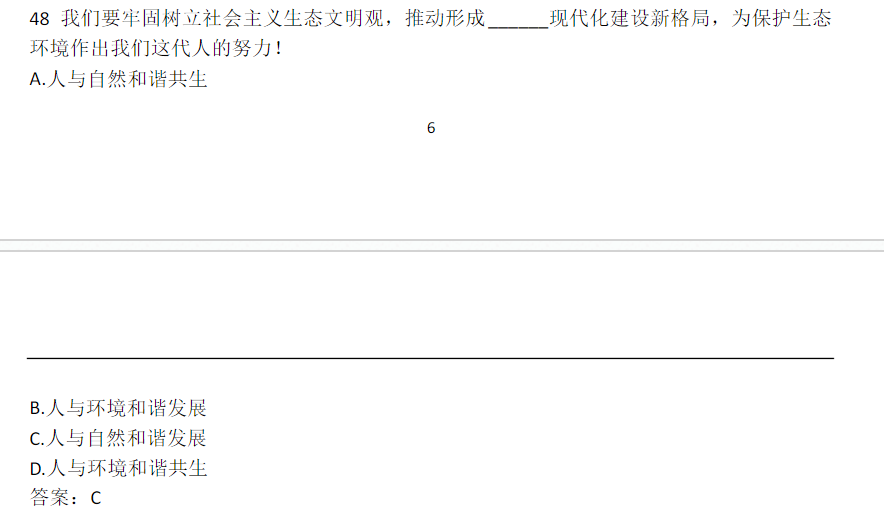 48 我们要牢固树立社会主义生态文明观，推动形成______现代化建设新格局，为保护生态
环境作出我们这代人的努力！
A.人与自然和谐共生
6
B.人与环境和谐发展
C.人与自然和谐发展
D.人与环境和谐共生
答案：C